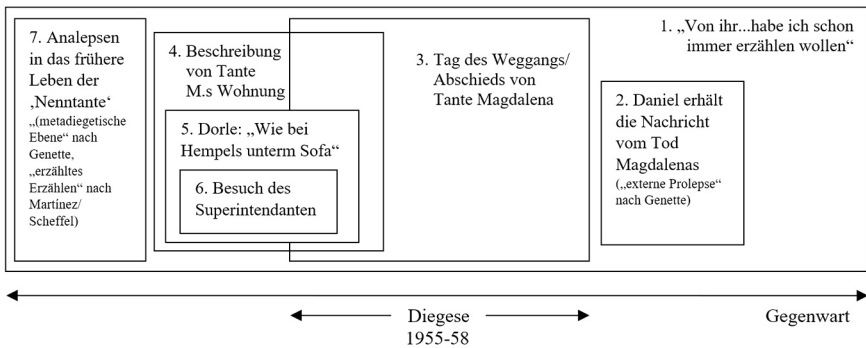 1. „Von ihr...habe ich schon
immer erzählen wollen“
7. Analepsen
in das frühere
Leben der
‚Nenntante‘
„(metadiegetische
Ebene“ nach
Genette,
„erzähltes
Erzählen“ nach
Martínez/
Scheffel)
4. Beschreibung
von Tante
M.s Wohnung
5. Dorle: „Wie bei
Hempels unterm Sofa“
6. Besuch des
Superintendanten
3. Tag des Weggangs/
Abschieds von
Tante Magdalena
2. Daniel erhält
die Nachricht
vom Tod
Magdalenas
(„externe Prolepse“
nach Genette)
Diegese
1955-58
Gegenwart